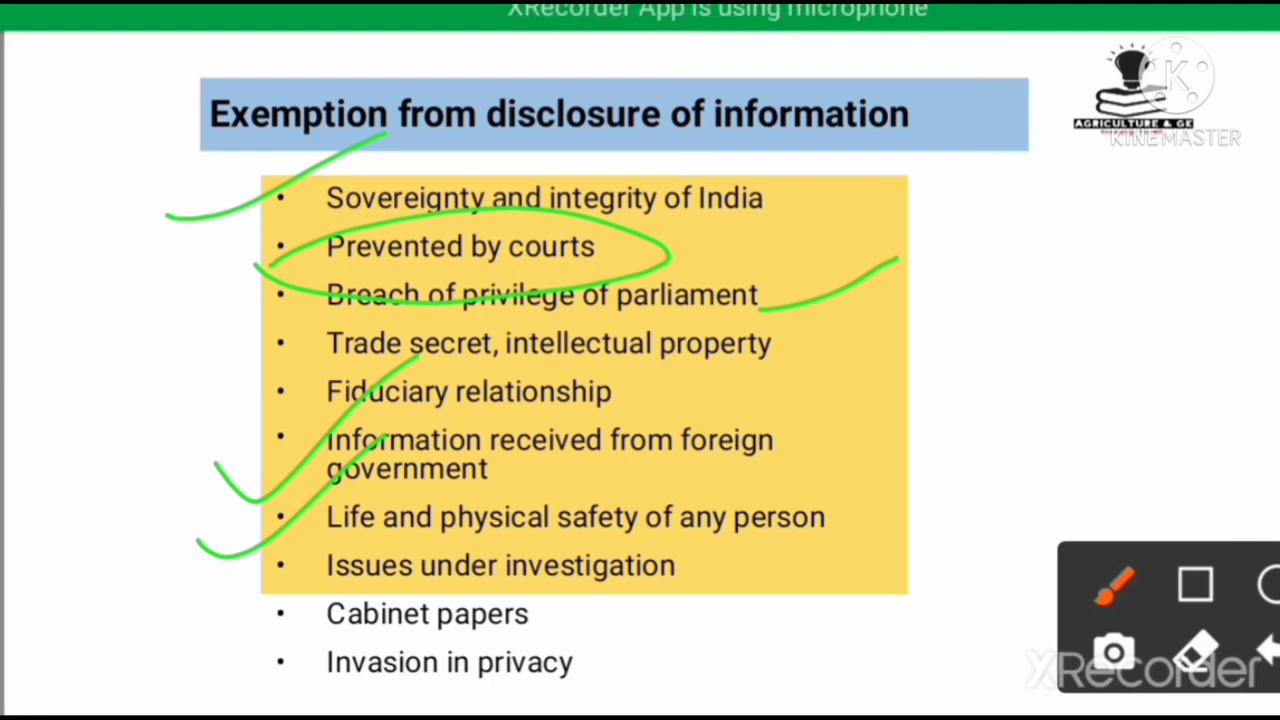 XRecorder App is using microphone
Exemption from disclosure of information
AGRICULTURE & GK
K
KINEMASTER
• Sovereignty and integrity of India
• Prevented by courts
• Breach of privilege of parliament
• Trade secret, intellectual property
• Fiduciary relationship
• Information received from foreign
government
• Life and physical safety of any person
• Issues under investigation
• Cabinet papers
• Invasion in privacy
XRecorder